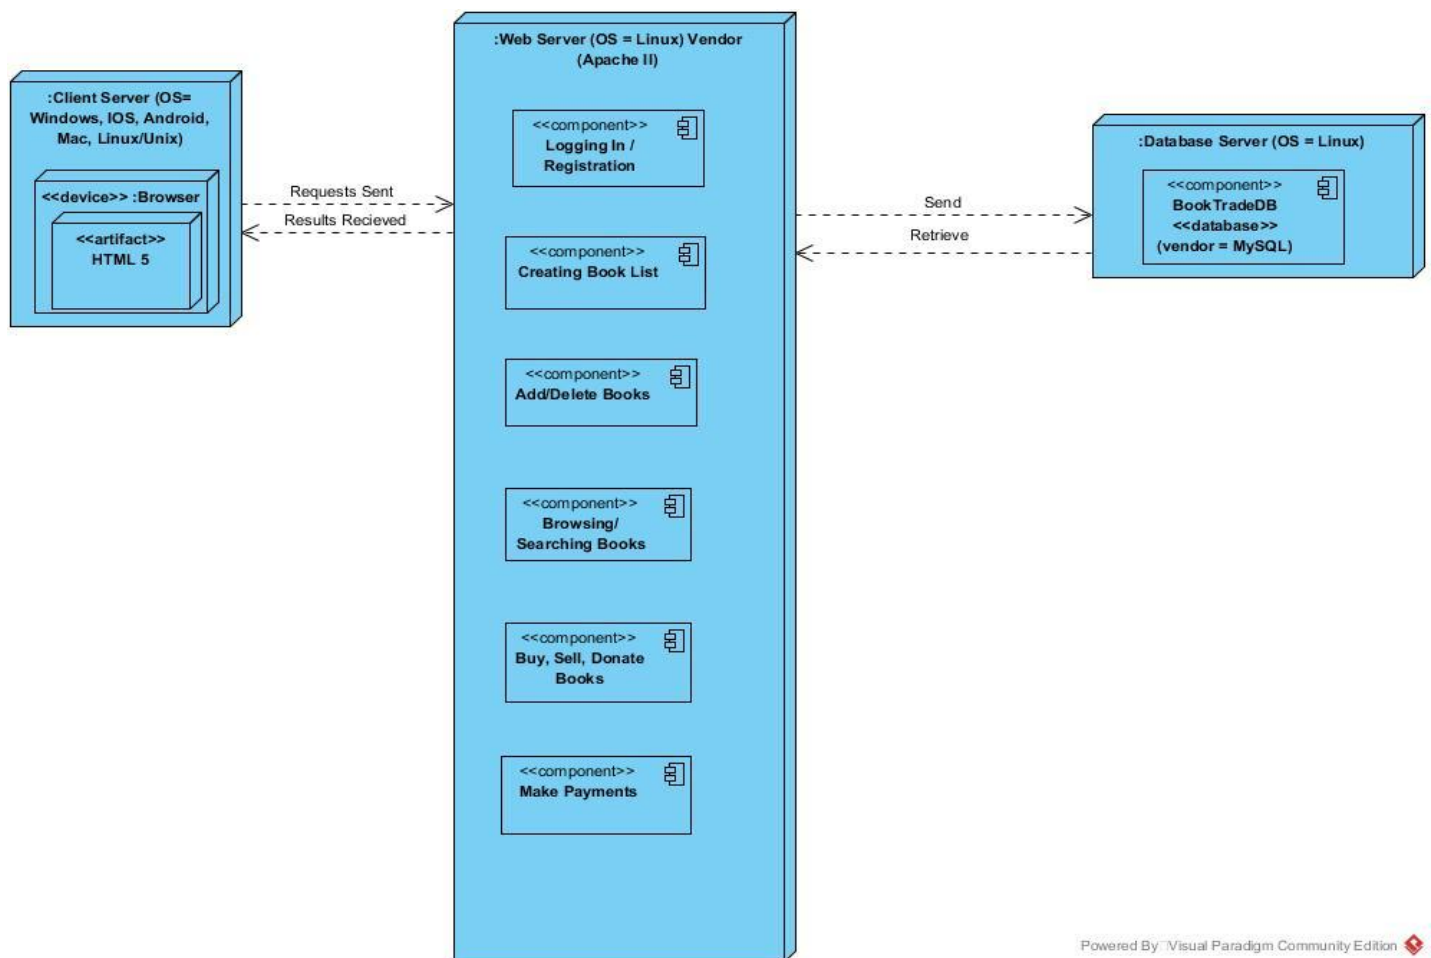 :Web Server (OS = Linux) Vendor
(Apache II)
:Client Server (OS=
Windows, IOS, Android,
Mac, Linux/Unix)
<<device>> :Browser
<<artifact>>
HTML 5
Requests Sent
Results Recieved
<<component>>
Logging In /
Registration
<<component>>
Creating Book List
<<component>>
Add/Delete Books
<<component>>
Browsing/
Searching Books
<<component>>
Buy, Sell, Donate
Books
<<component>>
Make Payments
Send
Retrieve
:Database Server (OS = Linux)
<<component>>
BookTradeDB
<<database>>
(vendor = MySQL)
Powered By Visual Paradigm Community Edition